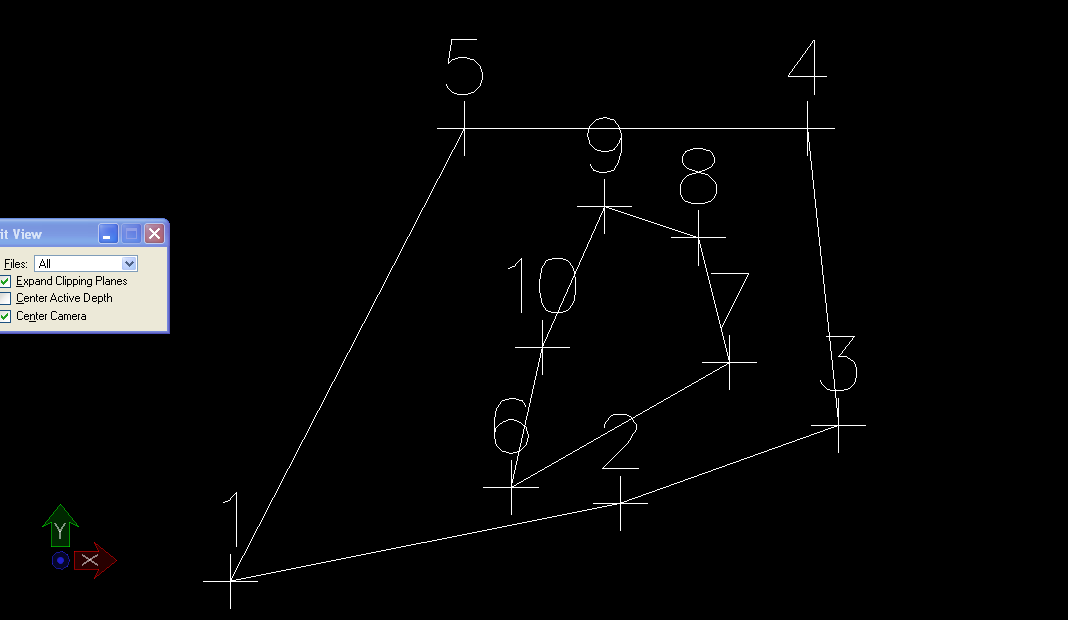 5
4
9
8
it View
Files: All
10
7
Expand Clipping Planes
Center Active Depth
Center Camera
3
6
2
1
Y
X